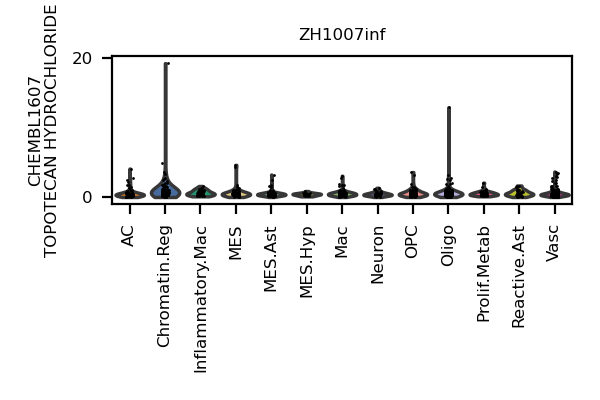 ZH1007inf
CHEMBL1607
TOPOTECAN HYDROCHLORIDE
20
0
AC
Chromatin.Reg
Inflammatory.Mac
MES
MES.Ast
MES.Hyp
Mac
Neuron
OPC
Oligo
Prolif.Metab
Reactive.Ast
Vasc